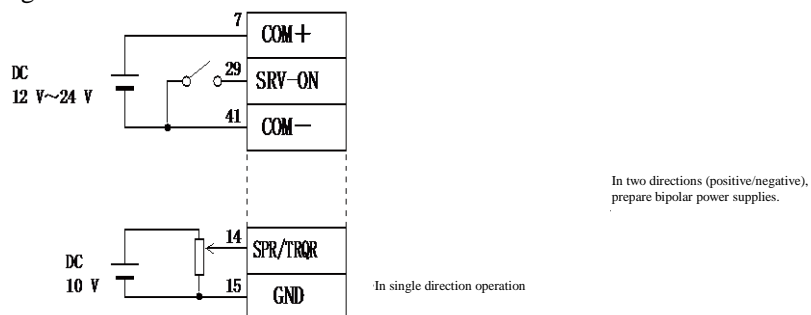 7
COM+
DC
12 V～24 V
29
SRV-ON
41
COM-
In two directions (positive/negative),
prepare bipolar power supplies.
DC
10 V
14
SPR/TRQR
15
GND
In single direction operation